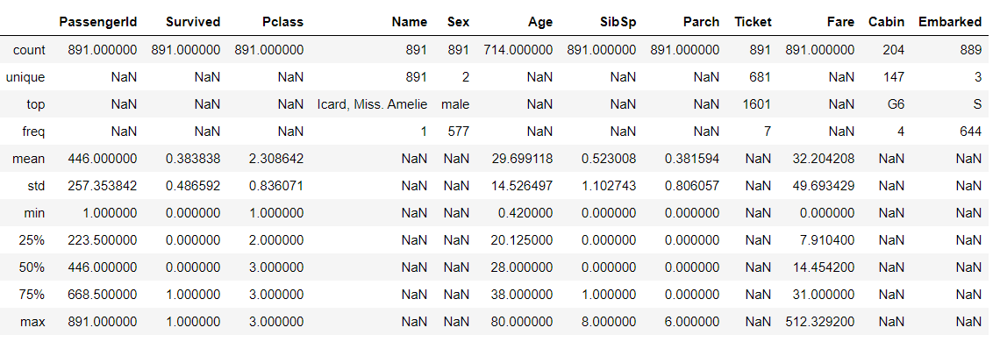 PassengerId Survived Pclass Name Sex Age SibSp Parch Ticket Fare Cabin Embarked
count 891.000000 891.000000 891.000000 891 891 714.000000 891.000000 891.000000 891 891.000000 204 889
unique NaN NaN NaN 891 2 NaN NaN NaN 681 NaN 147 3
top NaN NaN NaN Icard, Miss. Amelie male NaN NaN NaN 1601 NaN G6 S
freq NaN NaN NaN 1 577 NaN NaN NaN 7 NaN 4 644
mean 446.000000 0.383838 2.308642 NaN NaN 29.699118 0.523008 0.381594 NaN 32.204208 NaN NaN
std 257.353842 0.486592 0.836071 NaN NaN 14.526497 1.102743 0.806057 NaN 49.693429 NaN NaN
min 1.000000 0.000000 1.000000 NaN NaN 0.420000 0.000000 0.000000 NaN 0.000000 NaN NaN
25% 223.500000 0.000000 2.000000 NaN NaN 20.125000 0.000000 0.000000 NaN 7.910400 NaN NaN
50% 446.000000 0.000000 3.000000 NaN NaN 28.000000 0.000000 0.000000 NaN 14.454200 NaN NaN
75% 668.500000 1.000000 3.000000 NaN NaN 38.000000 1.000000 0.000000 NaN 31.000000 NaN NaN
max 891.000000 1.000000 3.000000 NaN NaN 80.000000 8.000000 6.000000 NaN 512.329200 NaN NaN